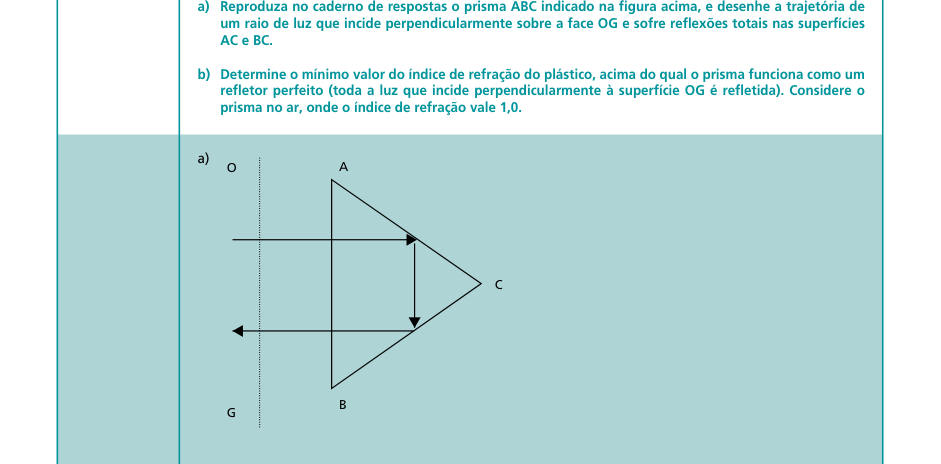 a) Reproduza no caderno de respostas o prisma ABC indicado na figura acima, e desenhe a trajetória de
um raio de luz que incide perpendicularmente sobre a face OG e sofre reflexões totais nas superfícies
AC e BC.
b) Determine o mínimo valor do índice de refração do plástico, acima do qual o prisma funciona como um
refletor perfeito (toda a luz que incide perpendicularmente à superfície OG é refletida). Considere o
prisma no ar, onde o índice de refração vale 1,0.
a)
O
A
C
B
G